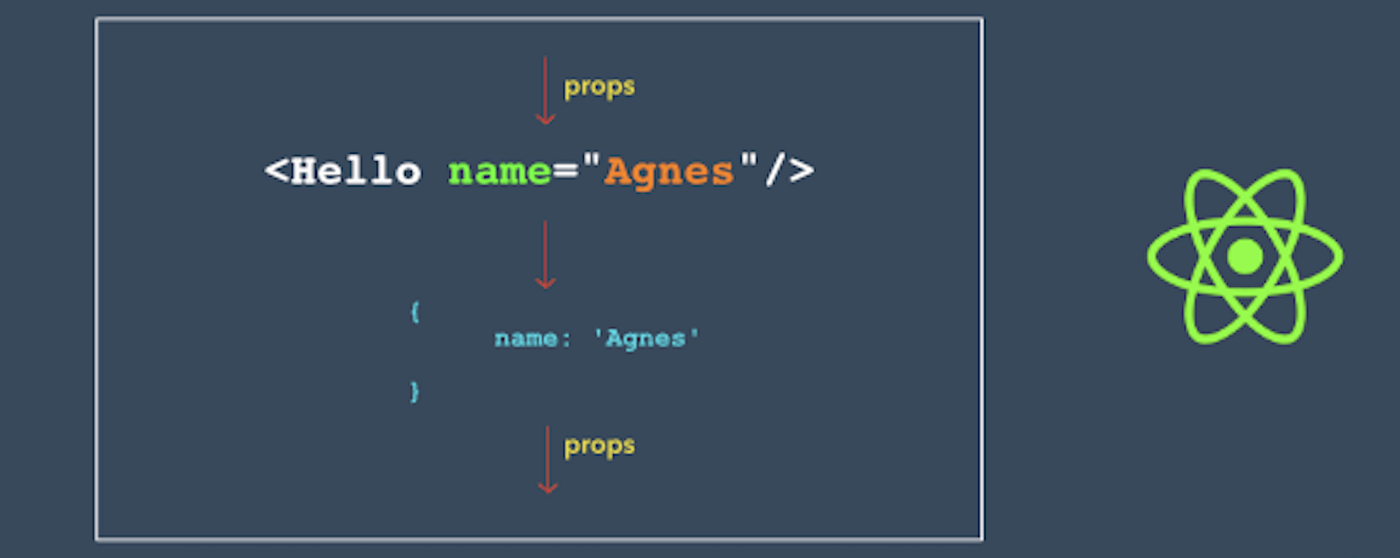 props
<Hello name="Agnes"/>
{
name: 'Agnes'
}
props